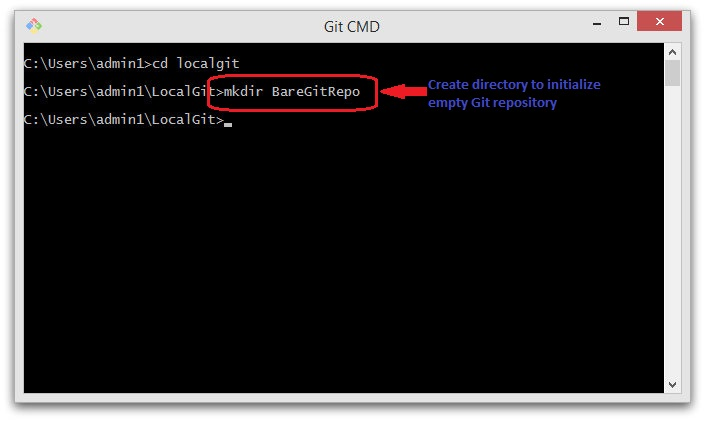 Git CMD
C:\Users\admin1>cd localgit
C:\Users\admin1\LocalGit>mkdir BareGitRepo
Create directory to initialize
empty Git repository
C:\Users\admin1\LocalGit>_